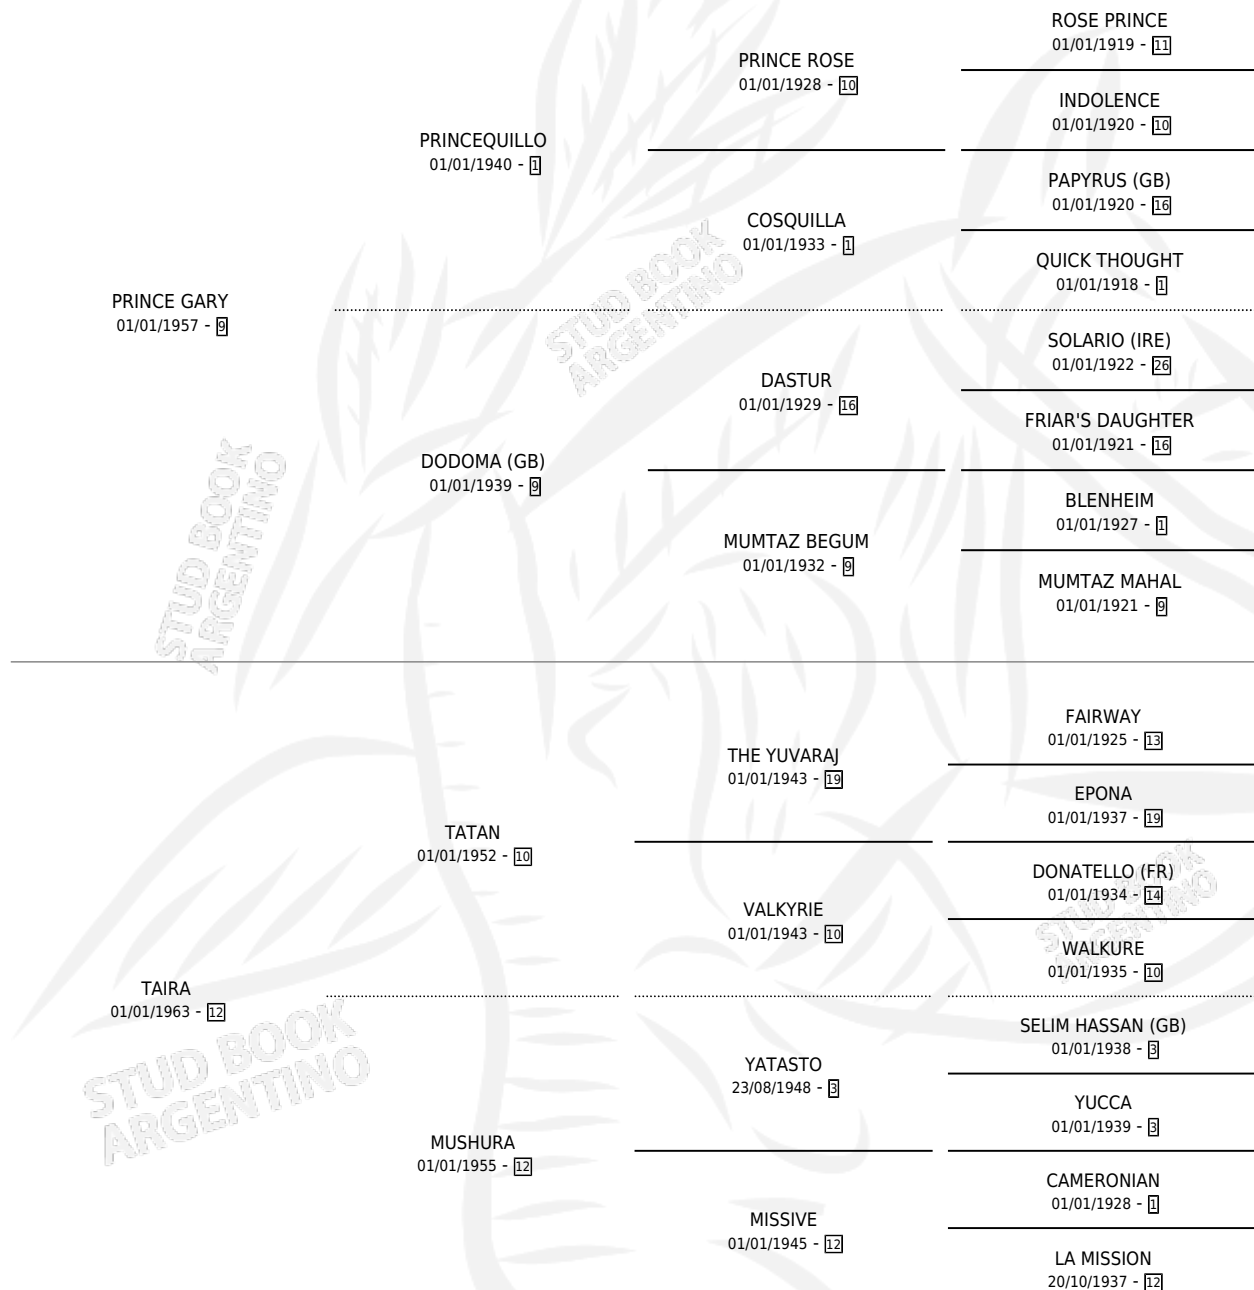 ROSE PRINCE
01/01/1919 - 11
PRINCE ROSE
01/01/1928 - 10
INDOLENCE
01/01/1920 - 10
PRINCEQUILLO
01/01/1940 - 1
PAPYRUS (GB)
01/01/1920 - 16
COSQUILLA
01/01/1933 - 1
QUICK THOUGHT
01/01/1918 - 1
PRINCE GARY
01/01/1957 - 9
SOLARIO (IRE)
01/01/1922 - 26
DASTUR
01/01/1929 - 16
FRIAR'S DAUGHTER
01/01/1921 - 16
DODOMA (GB)
01/01/1939 - 9
BLENHEIM
01/01/1927 - 1
MUMTAZ BEGUM
01/01/1932 - 9
MUMTAZ MAHAL
01/01/1921 - 9
FAIRWAY
01/01/1925 - 13
THE YUVARAJ
01/01/1943 - 19
EPONA
01/01/1937 - 19
TATAN
01/01/1952 - 10
DONATELLO (FR)
01/01/1934 - 14
VALKYRIE
01/01/1943 - 10
WALKURE
01/01/1935 - 10
TAIRA
01/01/1963 - 12
SELIM HASSAN (GB)
01/01/1938 - 3
YATASTO
23/08/1948 - 3
YUCCA
01/01/1939 - 3
MUSHURA
01/01/1955 - 12
CAMERONIAN
01/01/1928 - 1
MISSIVE
01/01/1945 - 12
LA MISSION
20/10/1937 - 12
STUD BOOK
ARGENTINO
STUD BOOK
ARGENTINO
STUD BOOK
ARGENTINO
STUD BOOK
ARGENTINO